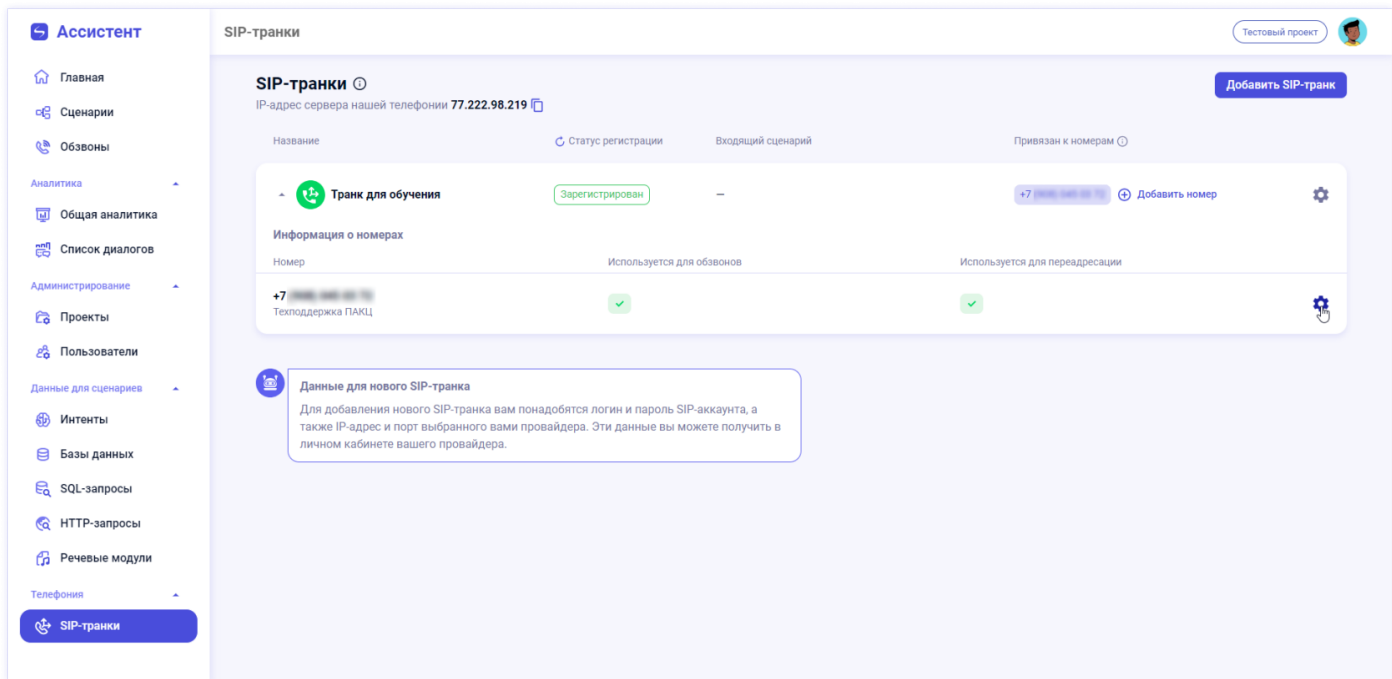 Ассистент
SIP-транки
Тестовый проект
Главная
Сценарии
Обзвоны
Аналитика
Общая аналитика
Список диалогов
Администрирование
Проекты
Пользователи
Данные для сценариев
Интенты
Базы данных
SQL-запросы
HTTP-запросы
Речевые модули
Телефония
SIP-транки
SIP-транки
Добавить SIP-транк
IP-адрес сервера нашей телефонии 77.222.98.219
Название Статус регистрации Входящий сценарий Привязан к номерам
Транк для обучения Зарегистрирован – +7 Добавить номер
Информация о номерах
Номер Используется для обзвонов Используется для переадресации
+7
Техподдержка ПАКЦ
Данные для нового SIP-транка
Для добавления нового SIP-транка вам понадобятся логин и пароль SIP-аккаунта, а
также IP-адрес и порт выбранного вами провайдера. Эти данные вы можете получить в
личном кабинете вашего провайдера.